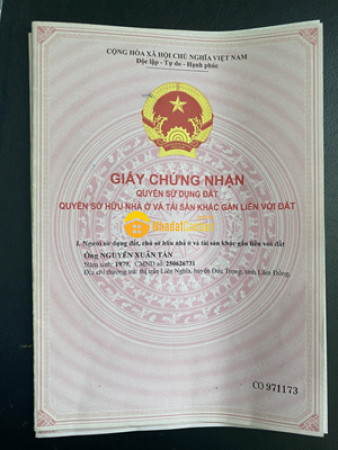 CỘNG HÒA XÃ HỘI CHỦ NGHĨA VIỆT NAM
Độc lập - Tự do - Hạnh phúc
GIẤY CHỨNG NHẬN
QUYỀN SỬ DỤNG ĐẤT,
QUYỀN SỞ HỮU NHÀ Ở VÀ TÀI SẢN KHÁC GẮN LIỀN VỚI ĐẤT
I. Người sử dụng đất, chủ sở hữu nhà ở và tài sản khác gắn liền với đất
Ông NGUYỄN XUÂN TẤN
Năm sinh: 1979, CMND số: 250626731
Địa chỉ thường trú: thị trấn Liên Nghĩa, huyện Đức Trọng, tỉnh Lâm Đồng.
CO 971173